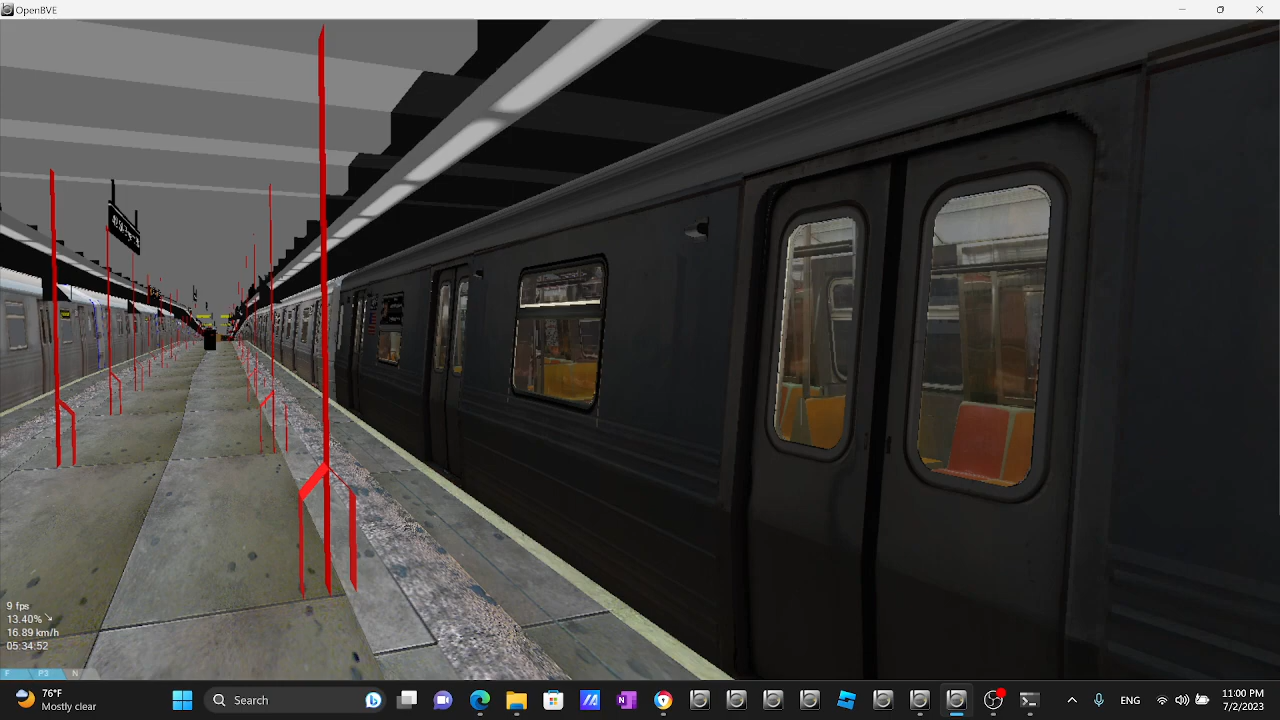 OpenBVE
9 fps
13.40% ↘
16.89 km/h
05:34:52
F P3 N
76°F
Mostly clear
Search
ENG
11:00 PM
7/2/2023